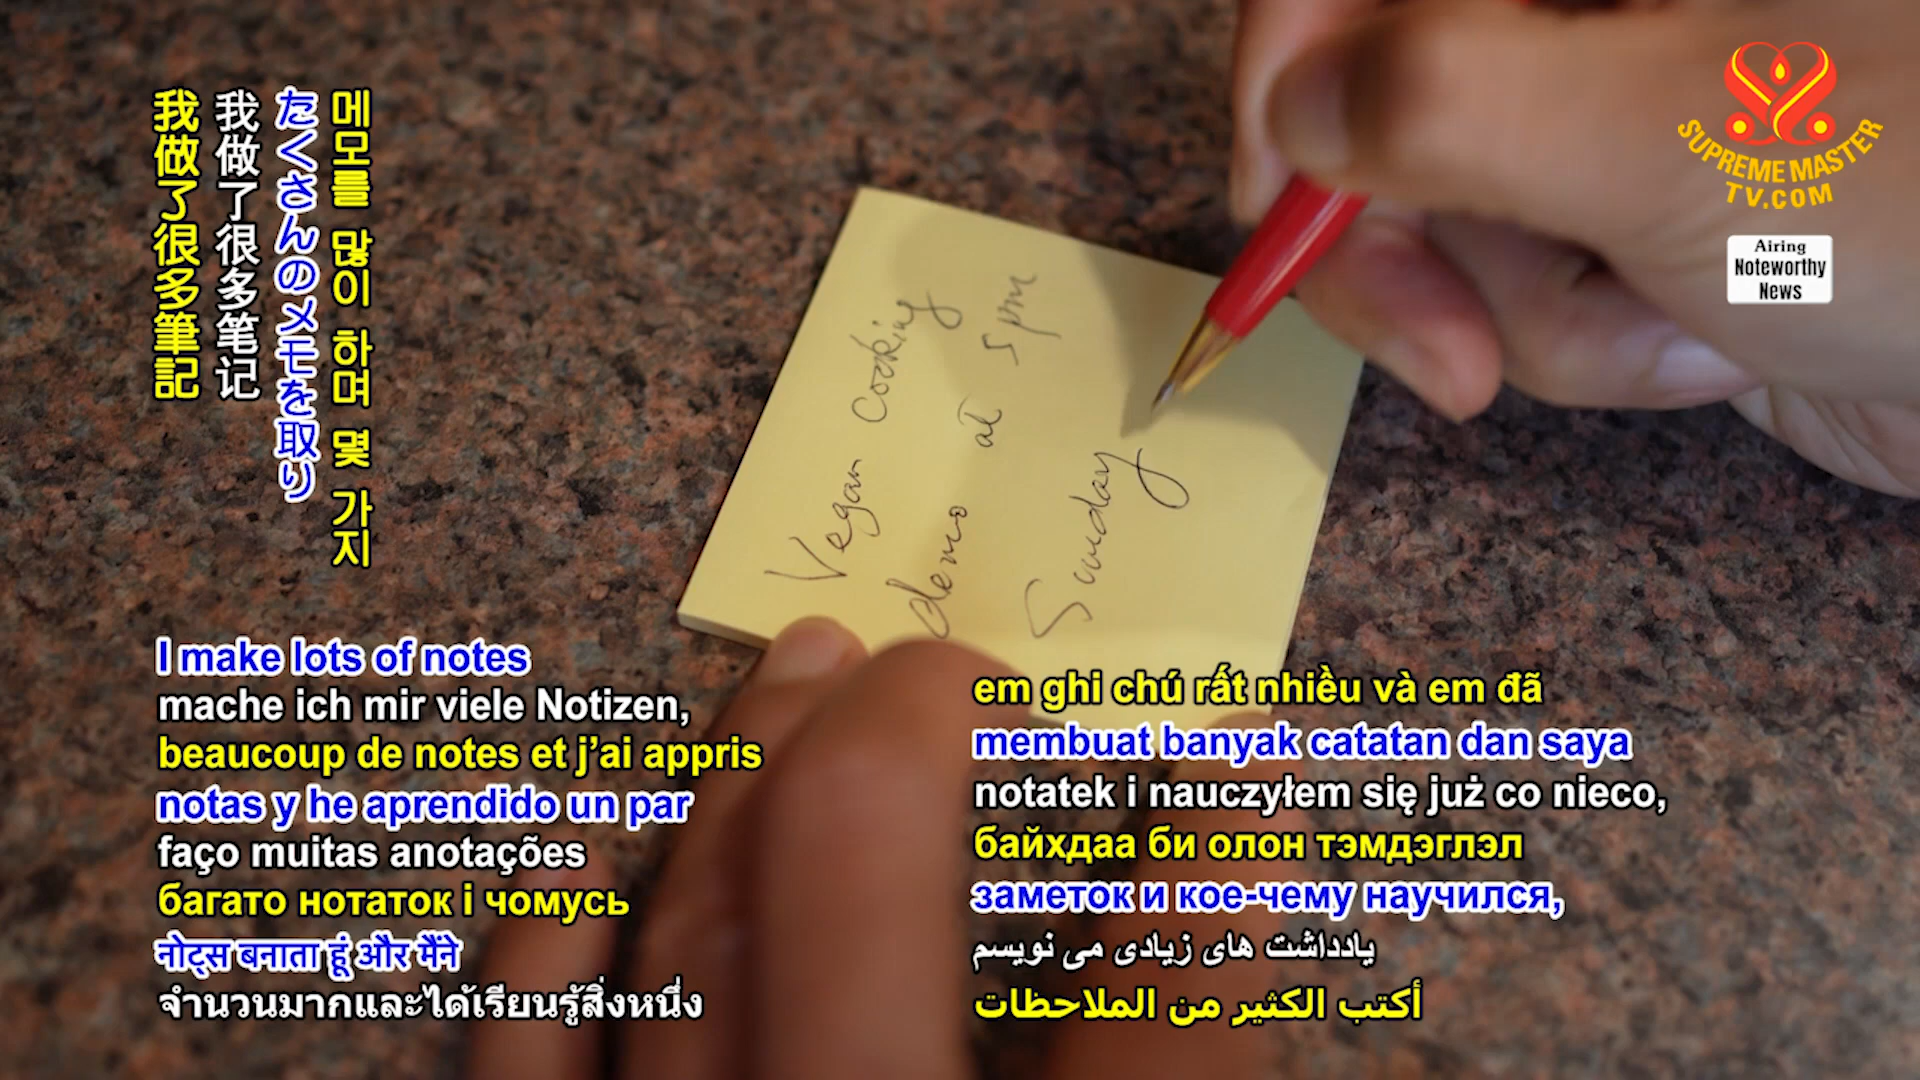 我做了很多筆記
我做了很多笔记
たくさんのメモを取り
메모를 많이 하며 몇 가지
SUPREME MASTER
TV.COM
Airing
Noteworthy
News
Vegan Cooking
demo at 5 pm
Sunday
I make lots of notes
mache ich mir viele Notizen,
beaucoup de notes et j’ai appris
notas y he aprendido un par
faço muitas anotações
багато нотаток і чомусь
नोट्स बनाता हूं और मैंने
จำนวนมากและได้เรียนรู้สิ่งหนึ่ง
em ghi chú rất nhiều và em đã
membuat banyak catatan dan saya
notatek i nauczyłem się już co nieco,
байхдаа би олон тэмдэглэл
заметок и кое-чему научился,
یادداشت های زیادی می نویسم
أكتب الكثير من الملاحظات